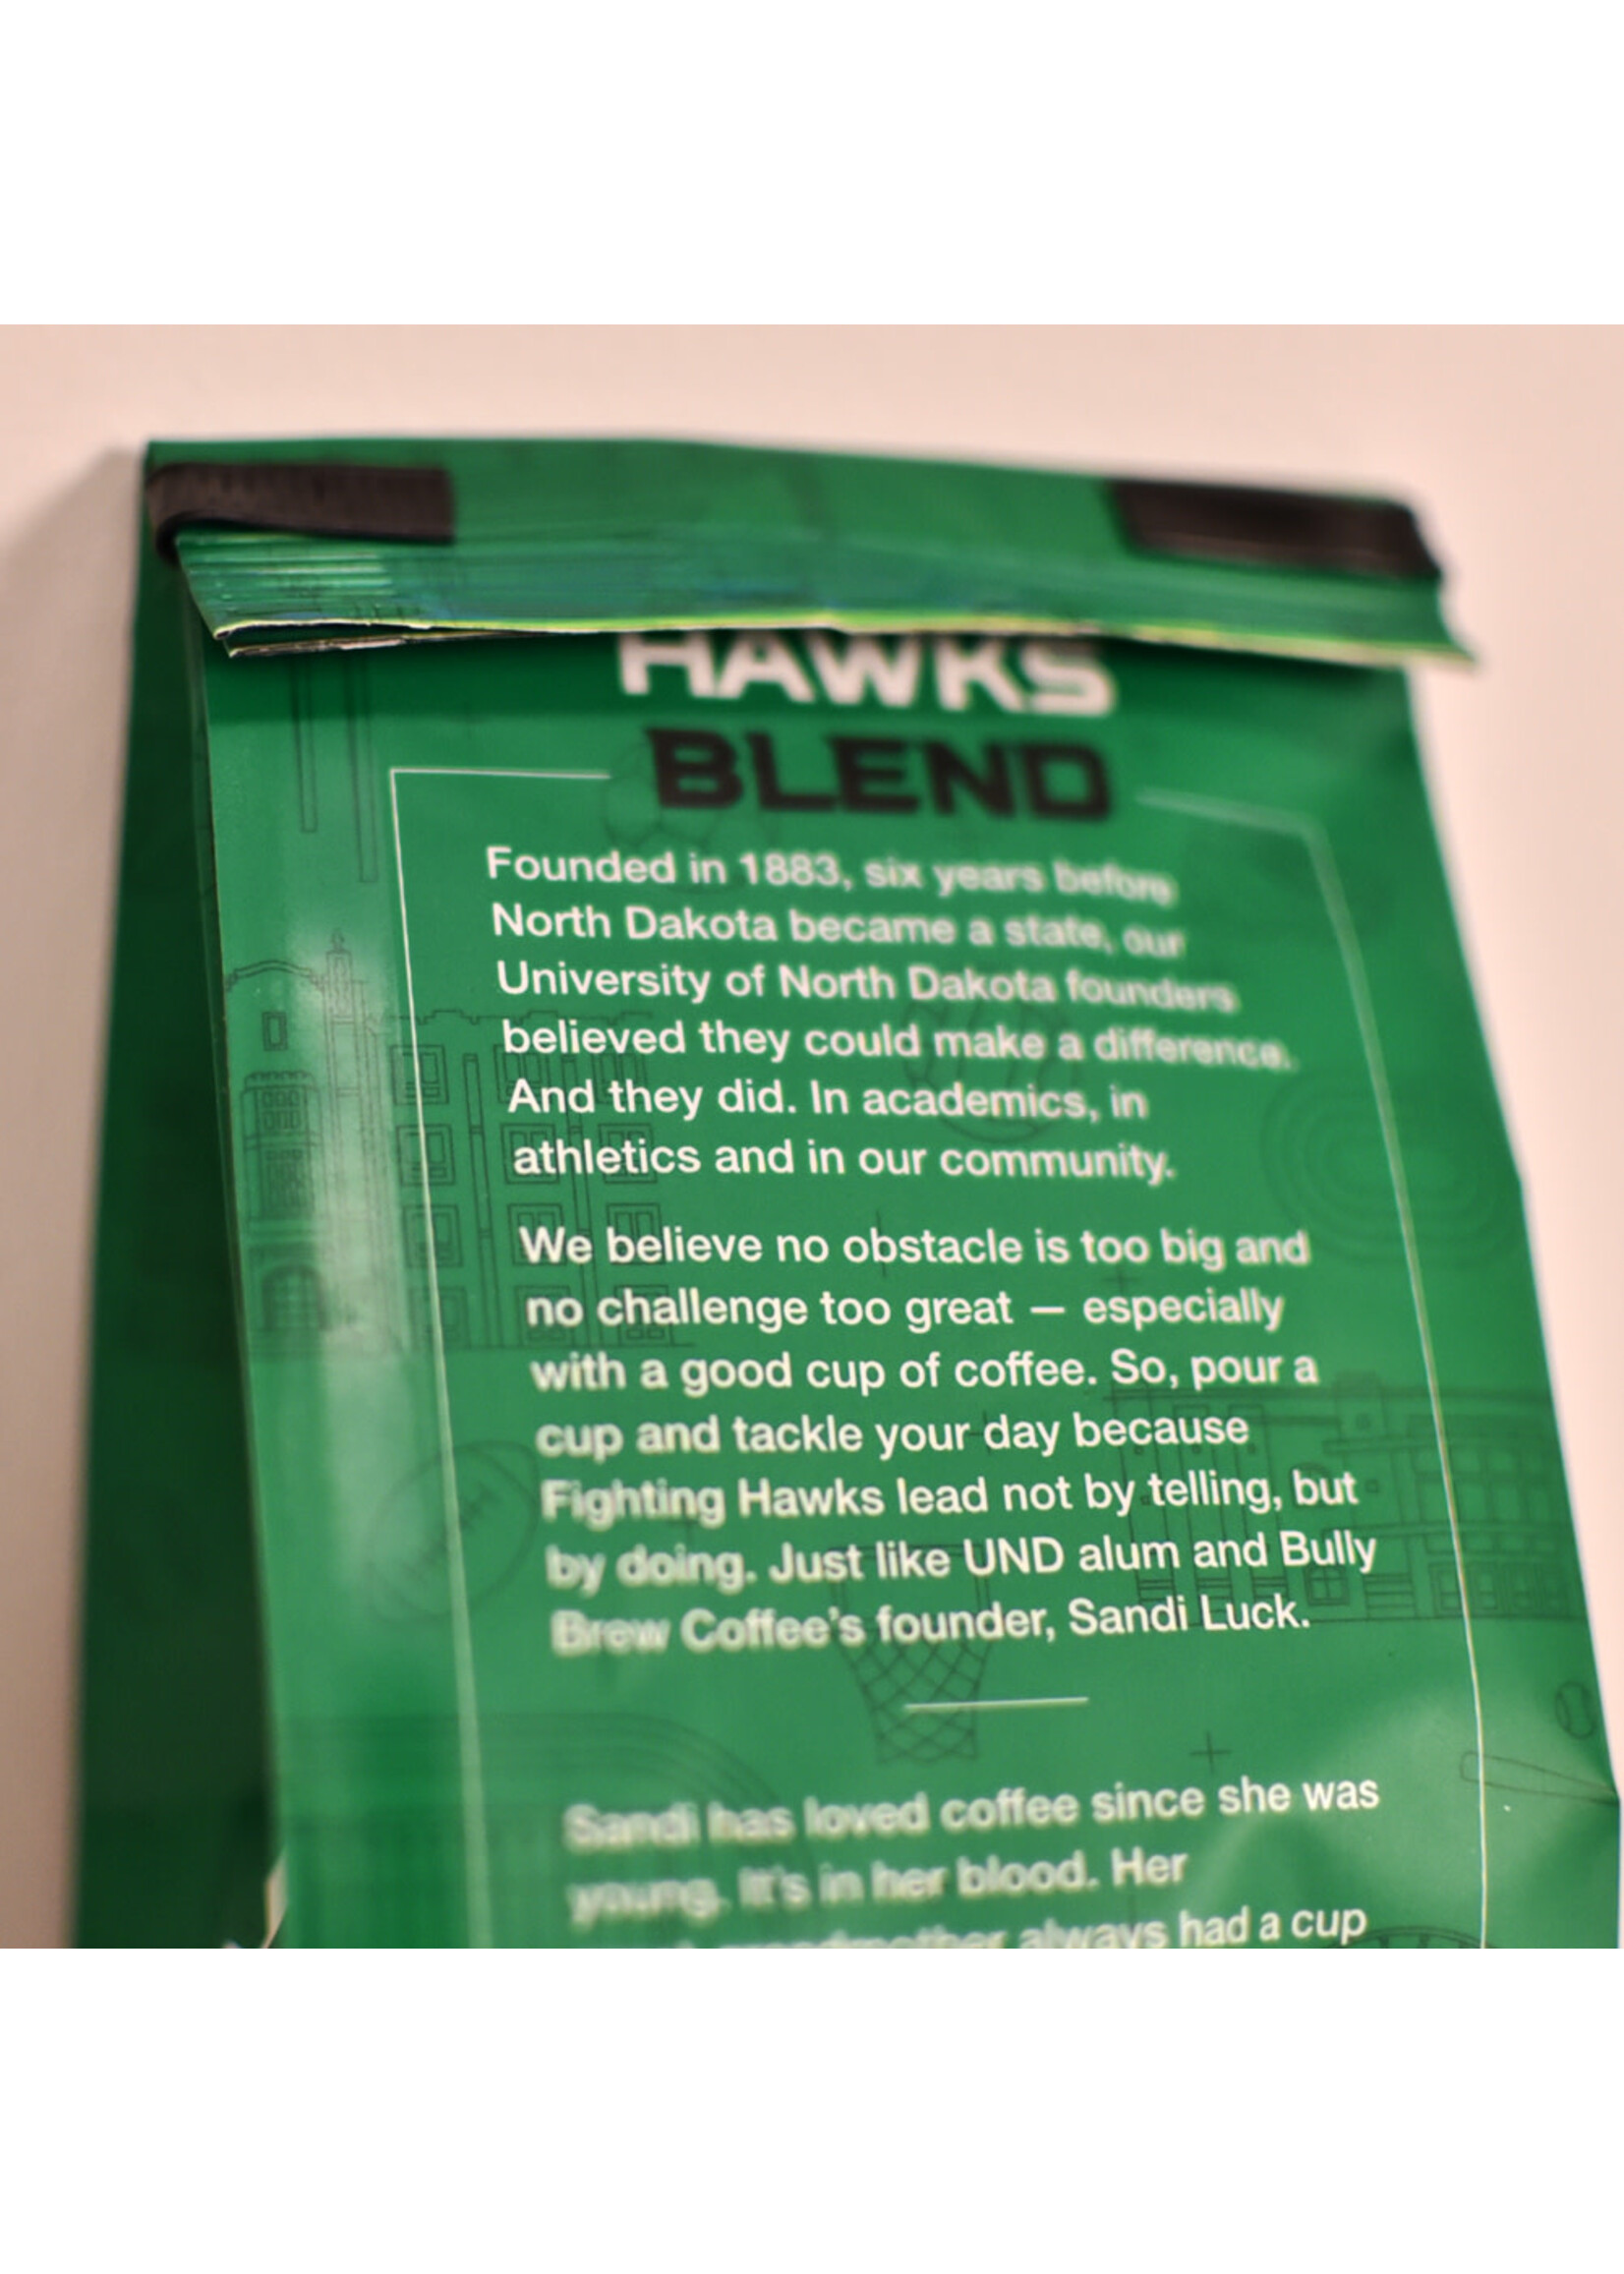 HAWKS
BLEND
Founded in 1883, six years before
North Dakota became a state, our
University of North Dakota founders
believed they could make a difference.
And they did. In academics, in
athletics and in our community.
We believe no obstacle is too big and
no challenge too great — especially
with a good cup of coffee. So, pour a
cup and tackle your day because
Fighting Hawks lead not by telling, but
by doing. Just like UND alum and Bully
Brew Coffee's founder, Sandi Luck.
Sandi has loved coffee since she was
young. It's in her blood. Her
grandmother always had a cup